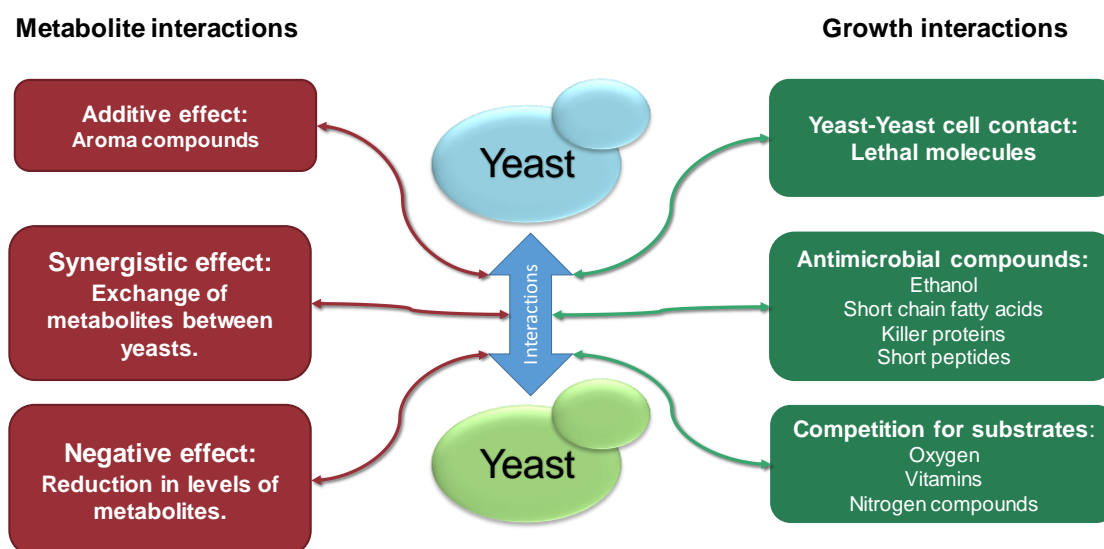 Metabolite interactions
Growth interactions
Additive effect:
Aroma compounds
Synergistic effect:
Exchange of
metabolites between
yeasts.
Negative effect:
Reduction in levels of
metabolites.
Yeast
Interactions
Yeast
Yeast-Yeast cell contact:
Lethal molecules
Antimicrobial compounds:
Ethanol
Short chain fatty acids
Killer proteins
Short peptides
Competition for substrates:
Oxygen
Vitamins
Nitrogen compounds